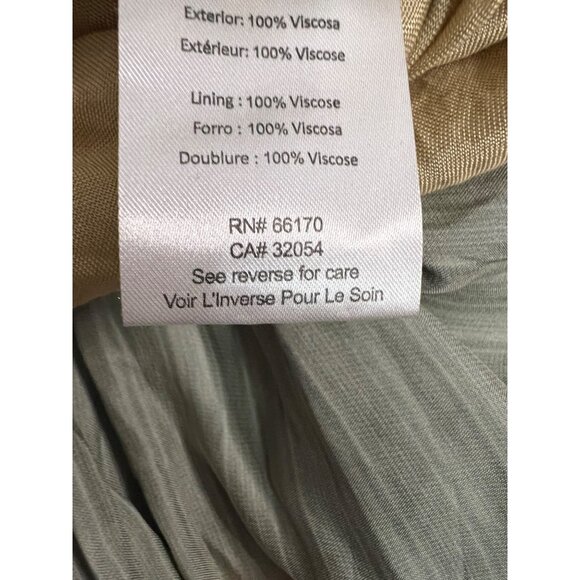 Exterior: 100% Viscosa
Extérieur: 100% Viscose
Lining : 100% Viscose
Forro : 100% Viscosa
Doublure : 100% Viscose
RN# 66170
CA# 32054
See reverse for care
Voir L'Inverse Pour Le Soin